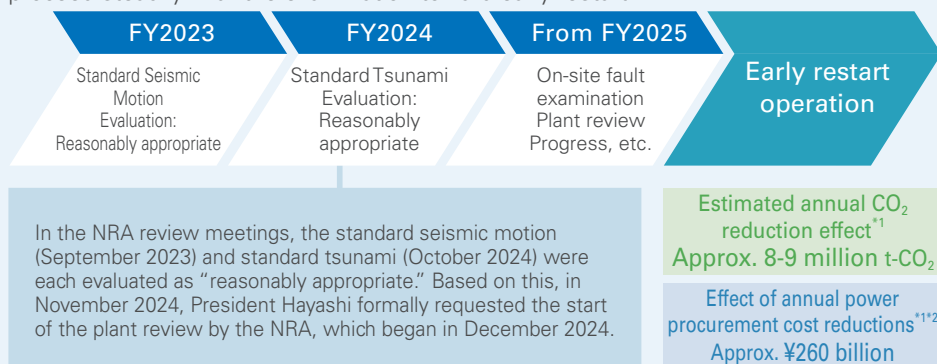 FY2023
Standard Seismic
Motion
Evaluation:
Reasonably appropriate
FY2024
Standard Tsunami
Evaluation:
Reasonably
appropriate
From FY2025
On-site fault
examination
Plant review
Progress, etc.
Early restart
operation
In the NRA review meetings, the standard seismic motion
(September 2023) and standard tsunami (October 2024) were
each evaluated as “reasonably appropriate.” Based on this, in
November 2024, President Hayashi formally requested the start
of the plant review by the NRA, which began in December 2024.
Estimated annual CO2
reduction effect*1
Approx. 8-9 million t-CO2
Effect of annual power
procurement cost reductions*1*2
Approx. ¥260 billion